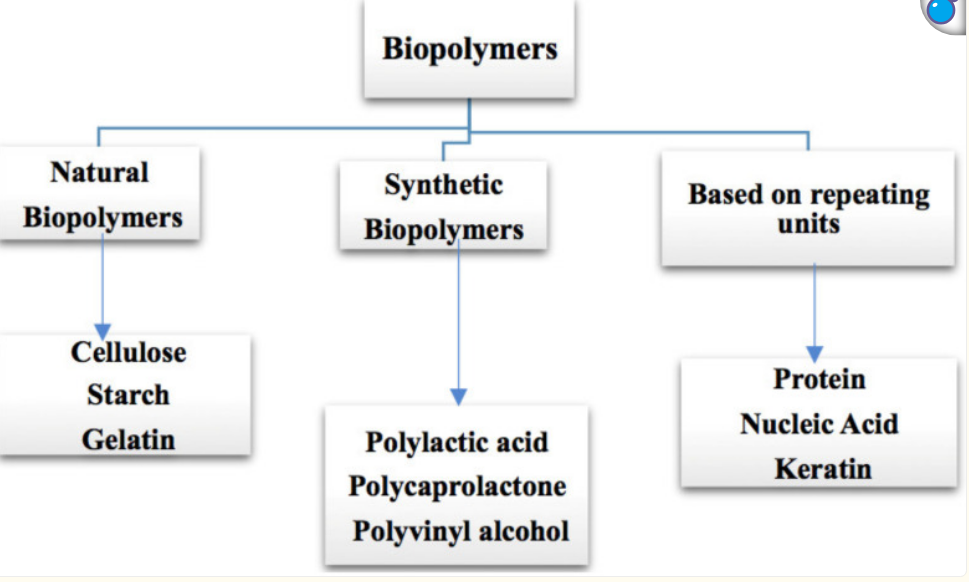 Biopolymers
Natural
Biopolymers
Synthetic
Biopolymers
Based on repeating
units
Cellulose
Starch
Gelatin
Polylactic acid
Polycaprolactone
Polyvinyl alcohol
Protein
Nucleic Acid
Keratin